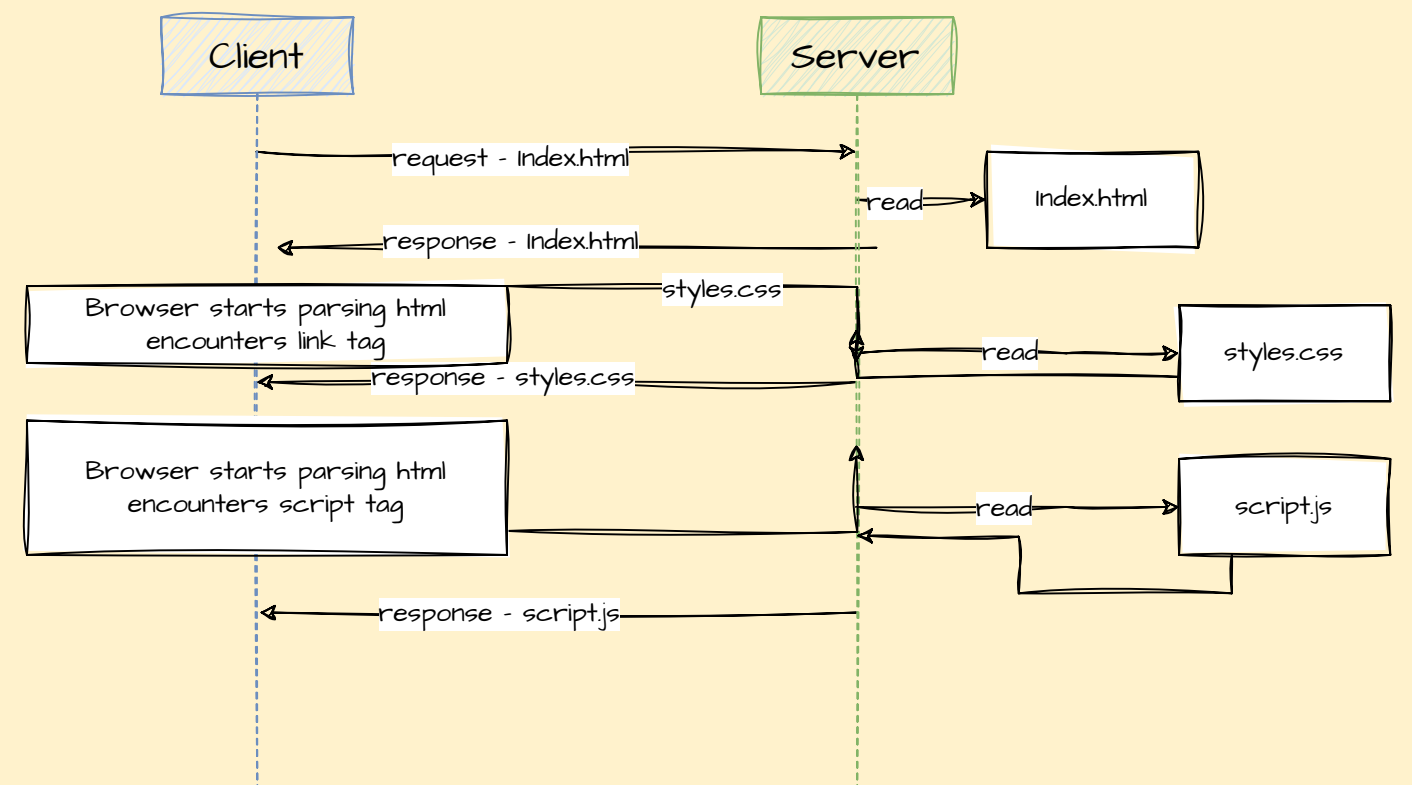 Client
Server
request - Index.html
read
Index.html
response - Index.html
Browser starts parsing html
encounters link tag
styles.css
read
styles.css
response - styles.css
Browser starts parsing html
encounters script tag
read
script.js
response - script.js